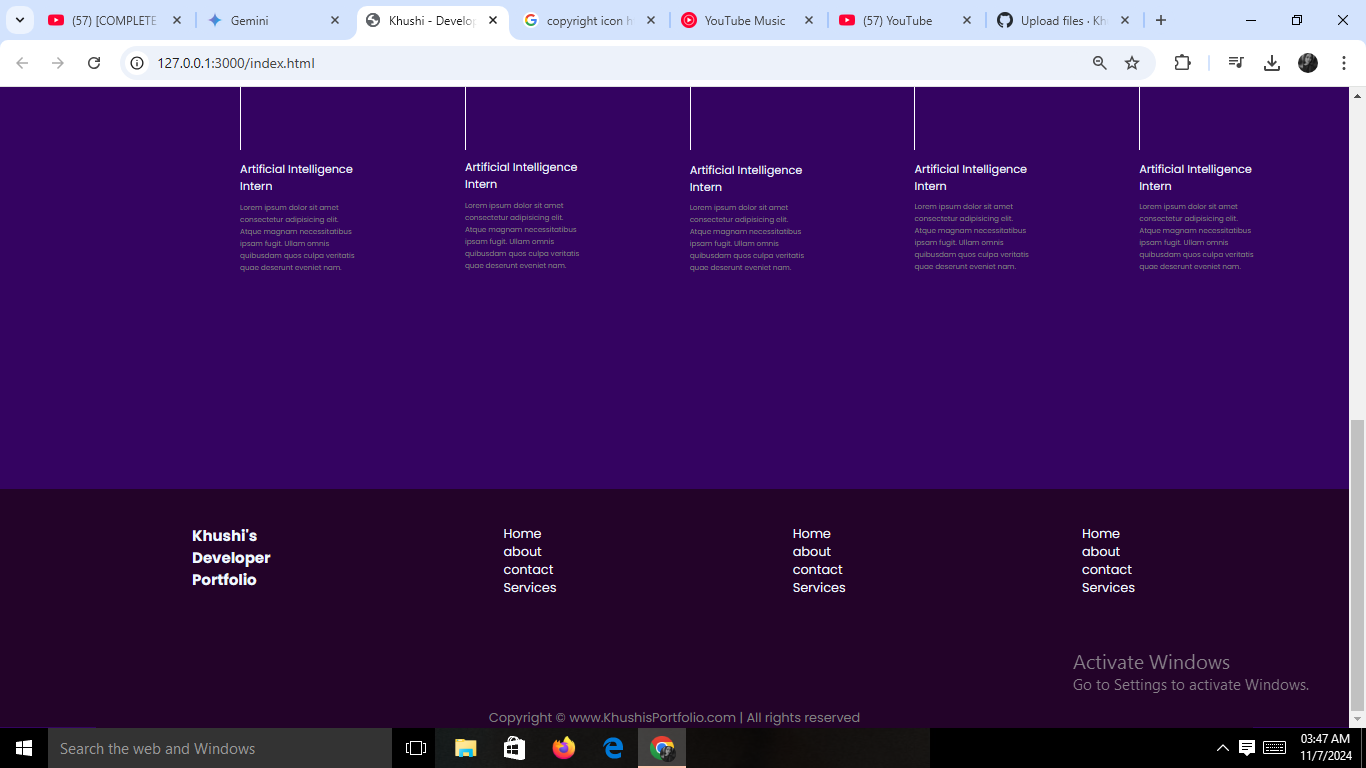 (57) [COMPLETE
Gemini
Khushi - Develop
copyright icon h
YouTube Music
(57) YouTube
Upload files · Kh
127.0.0.1:3000/index.html
Artificial Intelligence
Intern
Lorem ipsum dolor sit amet
consectetur adipisicing elit.
Atque magnam necessitatibus
ipsam fugit. Ullam omnis
quibusdam quos culpa veritatis
quae deserunt eveniet nam.
Artificial Intelligence
Intern
Lorem ipsum dolor sit amet
consectetur adipisicing elit.
Atque magnam necessitatibus
ipsam fugit. Ullam omnis
quibusdam quos culpa veritatis
quae deserunt eveniet nam.
Artificial Intelligence
Intern
Lorem ipsum dolor sit amet
consectetur adipisicing elit.
Atque magnam necessitatibus
ipsam fugit. Ullam omnis
quibusdam quos culpa veritatis
quae deserunt eveniet nam.
Artificial Intelligence
Intern
Lorem ipsum dolor sit amet
consectetur adipisicing elit.
Atque magnam necessitatibus
ipsam fugit. Ullam omnis
quibusdam quos culpa veritatis
quae deserunt eveniet nam.
Artificial Intelligence
Intern
Lorem ipsum dolor sit amet
consectetur adipisicing elit.
Atque magnam necessitatibus
ipsam fugit. Ullam omnis
quibusdam quos culpa veritatis
quae deserunt eveniet nam.
Khushi's
Developer
Portfolio
Home
about
contact
Services
Home
about
contact
Services
Home
about
contact
Services
Activate Windows
Go to Settings to activate Windows.
Copyright © www.KhushisPortfolio.com | All rights reserved
Search the web and Windows
03:47 AM
11/7/2024